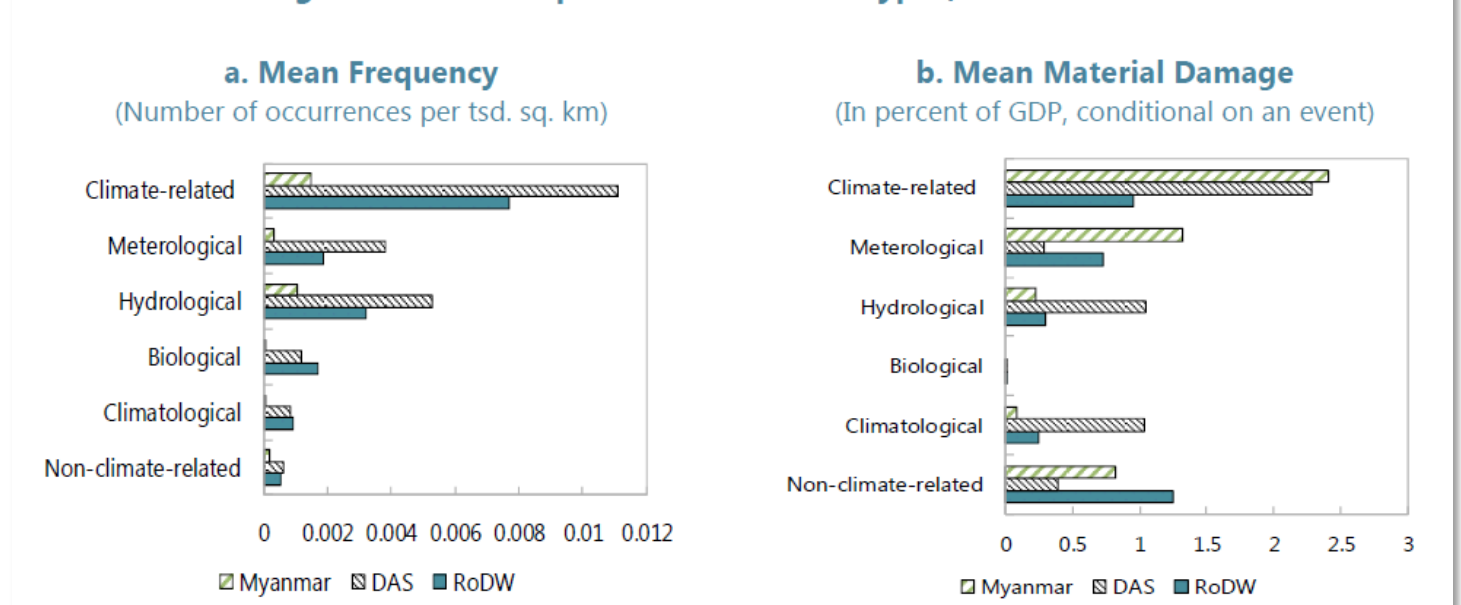 a. Mean Frequency
(Number of occurrences per tsd. sq. km)
Climate-related
Meterological
Hydrological
Biological
Climatological
Non-climate-related
0 0.002 0.004 0.006 0.008 0.01 0.012
Myanmar DAS RoDW
b. Mean Material Damage
(In percent of GDP, conditional on an event)
Climate-related
Meterological
Hydrological
Biological
Climatological
Non-climate-related
0 0.5 1 1.5 2 2.5 3
Myanmar DAS RoDW